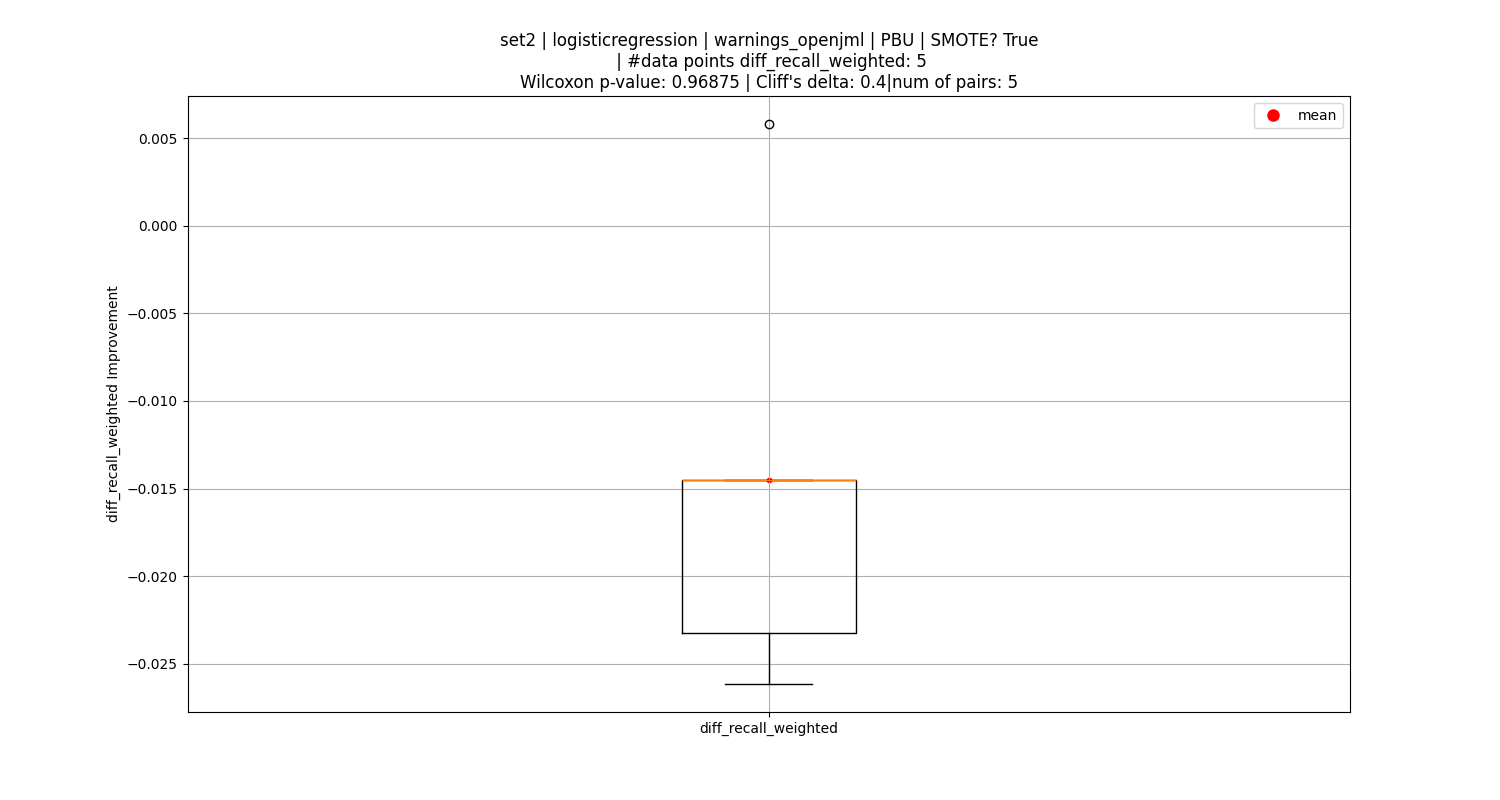 set2 | logisticregression | warnings_openjml | PBU | SMOTE? True
| #data points diff_recall_weighted: 5
Wilcoxon p-value: 0.96875 | Cliff's delta: 0.4|num of pairs: 5
mean
0.005
0.000
−0.005
−0.010
−0.015
−0.020
−0.025
diff_recall_weighted Improvement
diff_recall_weighted